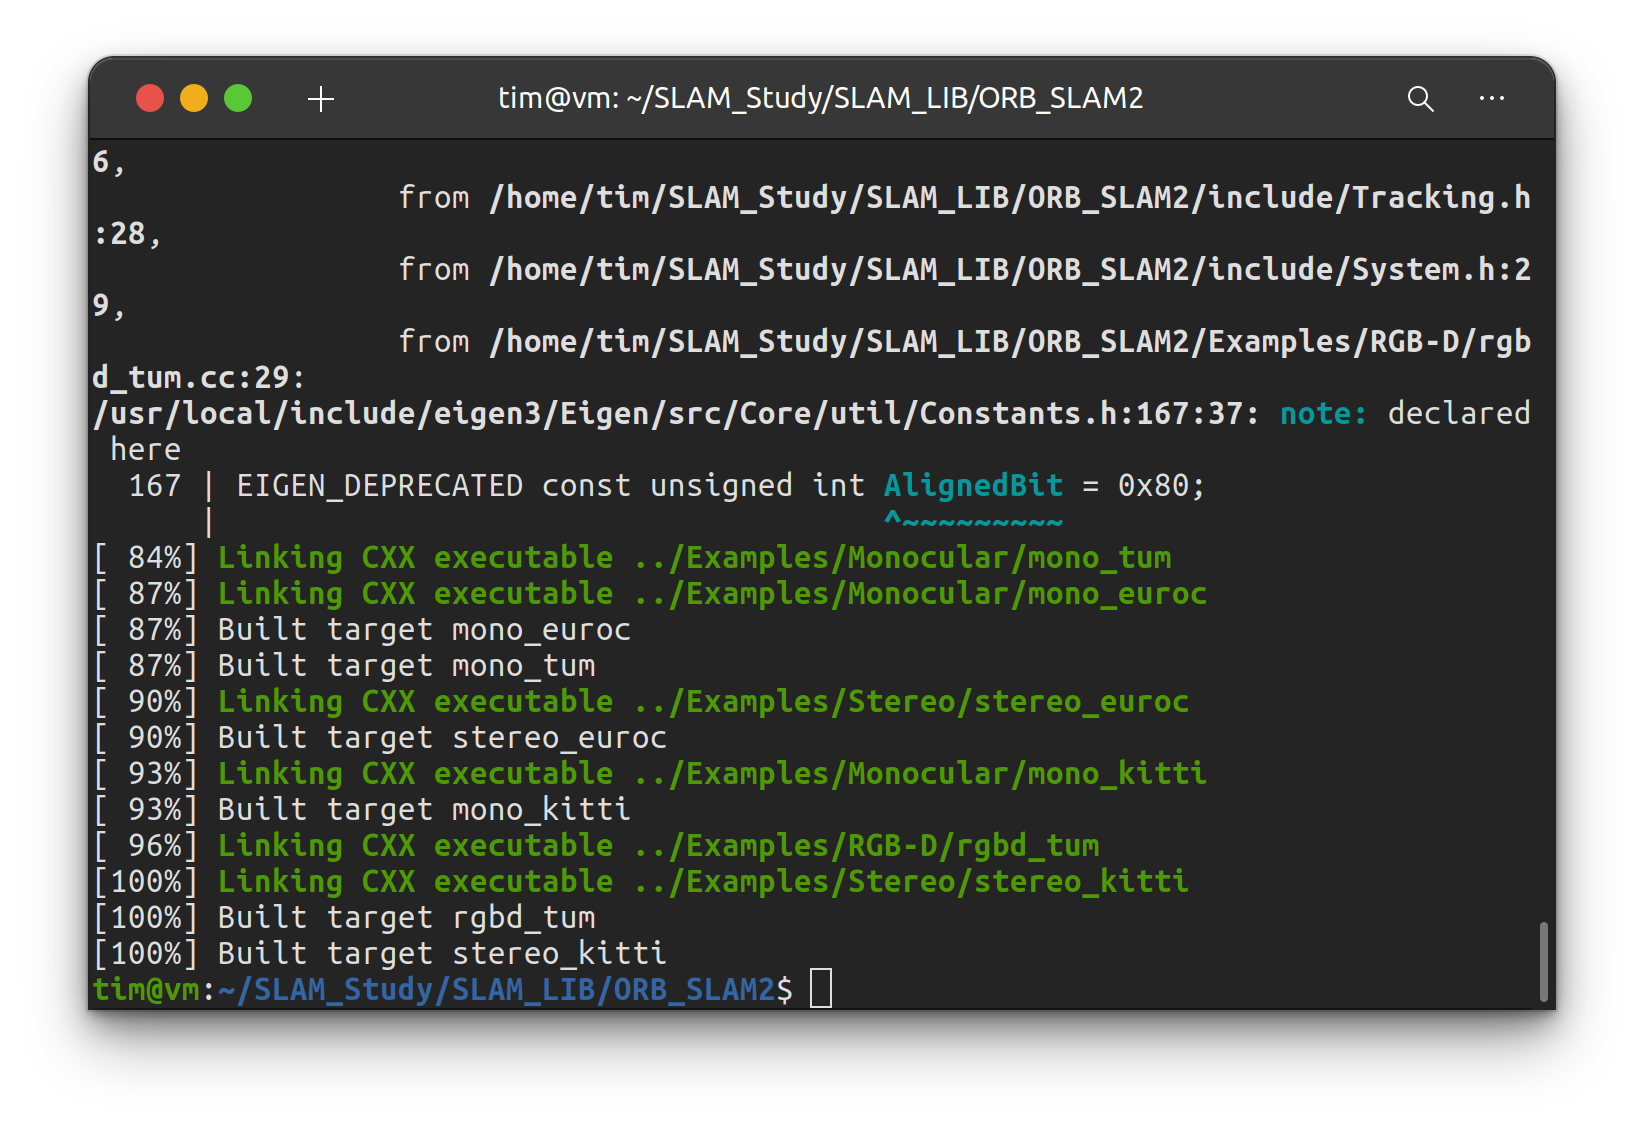 tim@vm: ~/SLAM_Study/SLAM_LIB/ORB_SLAM2
6,
                 from /home/tim/SLAM_Study/SLAM_LIB/ORB_SLAM2/include/Tracking.h
:28,
                 from /home/tim/SLAM_Study/SLAM_LIB/ORB_SLAM2/include/System.h:2
9,
                 from /home/tim/SLAM_Study/SLAM_LIB/ORB_SLAM2/Examples/RGB-D/rgb
d_tum.cc:29:
/usr/local/include/eigen3/Eigen/src/Core/util/Constants.h:167:37: note: declared
 here
  167 | EIGEN_DEPRECATED const unsigned int AlignedBit = 0x80;
      |                                     ^~~~~~~~~~
[ 84%] Linking CXX executable ../Examples/Monocular/mono_tum
[ 87%] Linking CXX executable ../Examples/Monocular/mono_euroc
[ 87%] Built target mono_euroc
[ 87%] Built target mono_tum
[ 90%] Linking CXX executable ../Examples/Stereo/stereo_euroc
[ 90%] Built target stereo_euroc
[ 93%] Linking CXX executable ../Examples/Monocular/mono_kitti
[ 93%] Built target mono_kitti
[ 96%] Linking CXX executable ../Examples/RGB-D/rgbd_tum
[100%] Linking CXX executable ../Examples/Stereo/stereo_kitti
[100%] Built target rgbd_tum
[100%] Built target stereo_kitti
tim@vm:~/SLAM_Study/SLAM_LIB/ORB_SLAM2$